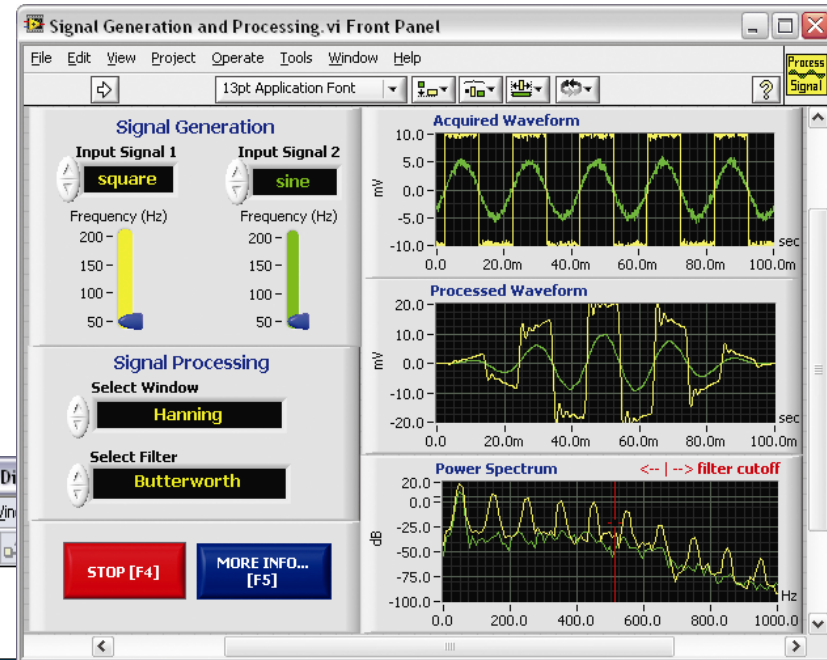 Signal Generation and Processing.vi Front Panel
File Edit View Project Operate Tools Window Help
13pt Application Font
?
Process
Signal
Signal Generation
Input Signal 1
Input Signal 2
square
sine
Frequency (Hz)
Frequency (Hz)
200
150
100
50
200
150
100
50
Signal Processing
Select Window
Hanning
Select Filter
Butterworth
STOP [F4]
MORE INFO...
[F5]
Acquired Waveform
mV
10.0
5.0
0.0
-5.0
-10.0
sec
0.0 20.0m 40.0m 60.0m 80.0m 100.0m
Processed Waveform
mV
20.0
10.0
0.0
-10.0
-20.0
sec
0.0 20.0m 40.0m 60.0m 80.0m 100.0m
Power Spectrum
<-- | --> filter cutoff
dB
20.0
0.0
-25.0
-50.0
-75.0
-100.0
Hz
0.0 200.0 400.0 600.0 800.0 1000.0
Di